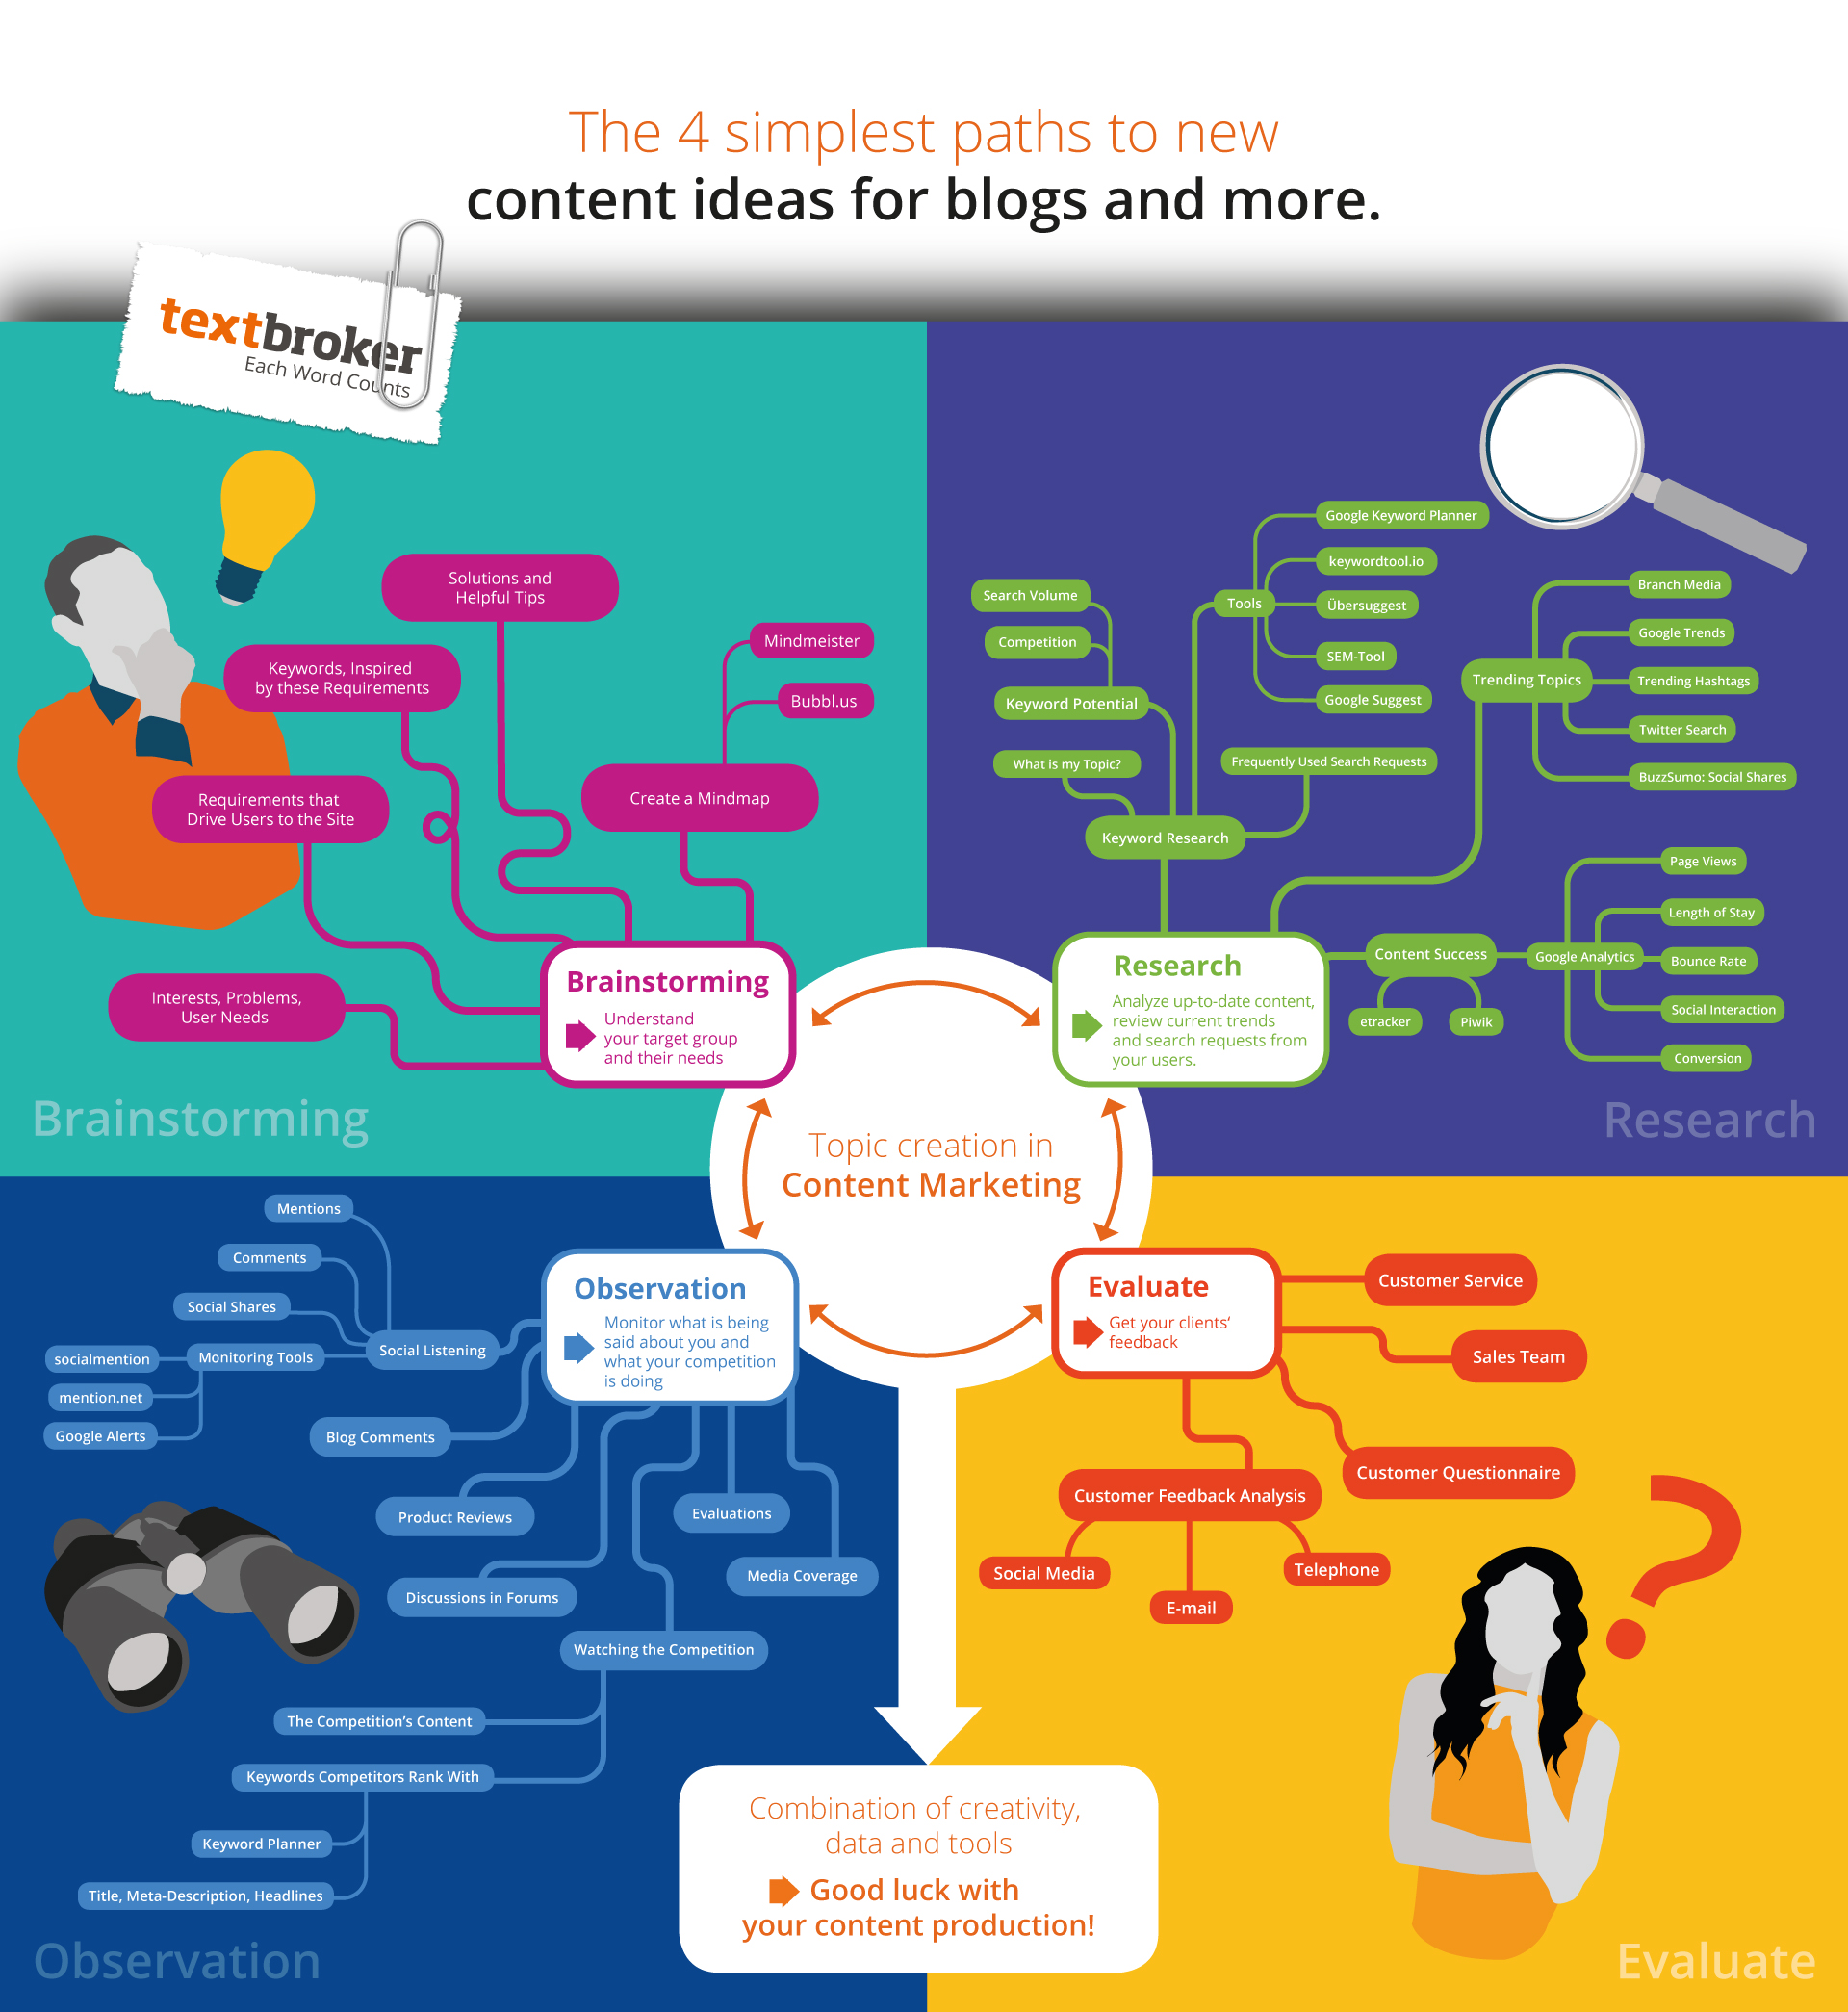 The 4 simplest paths to new
content ideas for blogs and more.
textbroker
Each Word Counts
Solutions and
Helpful Tips
Keywords, Inspired
by these Requirements
Mindmeister
Bubbl.us
Requirements that
Drive Users to the Site
Create a Mindmap
Interests, Problems,
User Needs
Brainstorming
Understand
your target group
and their needs
Brainstorming
Google Keyword Planner
keywordtool.io
Search Volume
Tools
Übersuggest
Competition
SEM-Tool
Keyword Potential
Google Suggest
What is my Topic?
Frequently Used Search Requests
Keyword Research
Branch Media
Google Trends
Trending Topics
Trending Hashtags
Twitter Search
BuzzSumo: Social Shares
Page Views
Length of Stay
Content Success
Google Analytics
Bounce Rate
etracker
Piwik
Social Interaction
Conversion
Research
Analyze up-to-date content,
review current trends
and search requests from
your users.
Research
Topic creation in
Content Marketing
Mentions
Comments
Social Shares
Social Listening
Monitoring Tools
socialmention
mention.net
Google Alerts
Observation
Monitor what is being
said about you and
what your competition
is doing
Blog Comments
Product Reviews
Evaluations
Discussions in Forums
Media Coverage
Watching the Competition
The Competition's Content
Keywords Competitors Rank With
Keyword Planner
Title, Meta-Description, Headlines
Observation
Evaluate
Get your clients‘
feedback
Customer Service
Sales Team
Customer Questionnaire
Customer Feedback Analysis
Social Media
E-mail
Telephone
?
Combination of creativity,
data and tools
Good luck with
your content production!
Evaluate